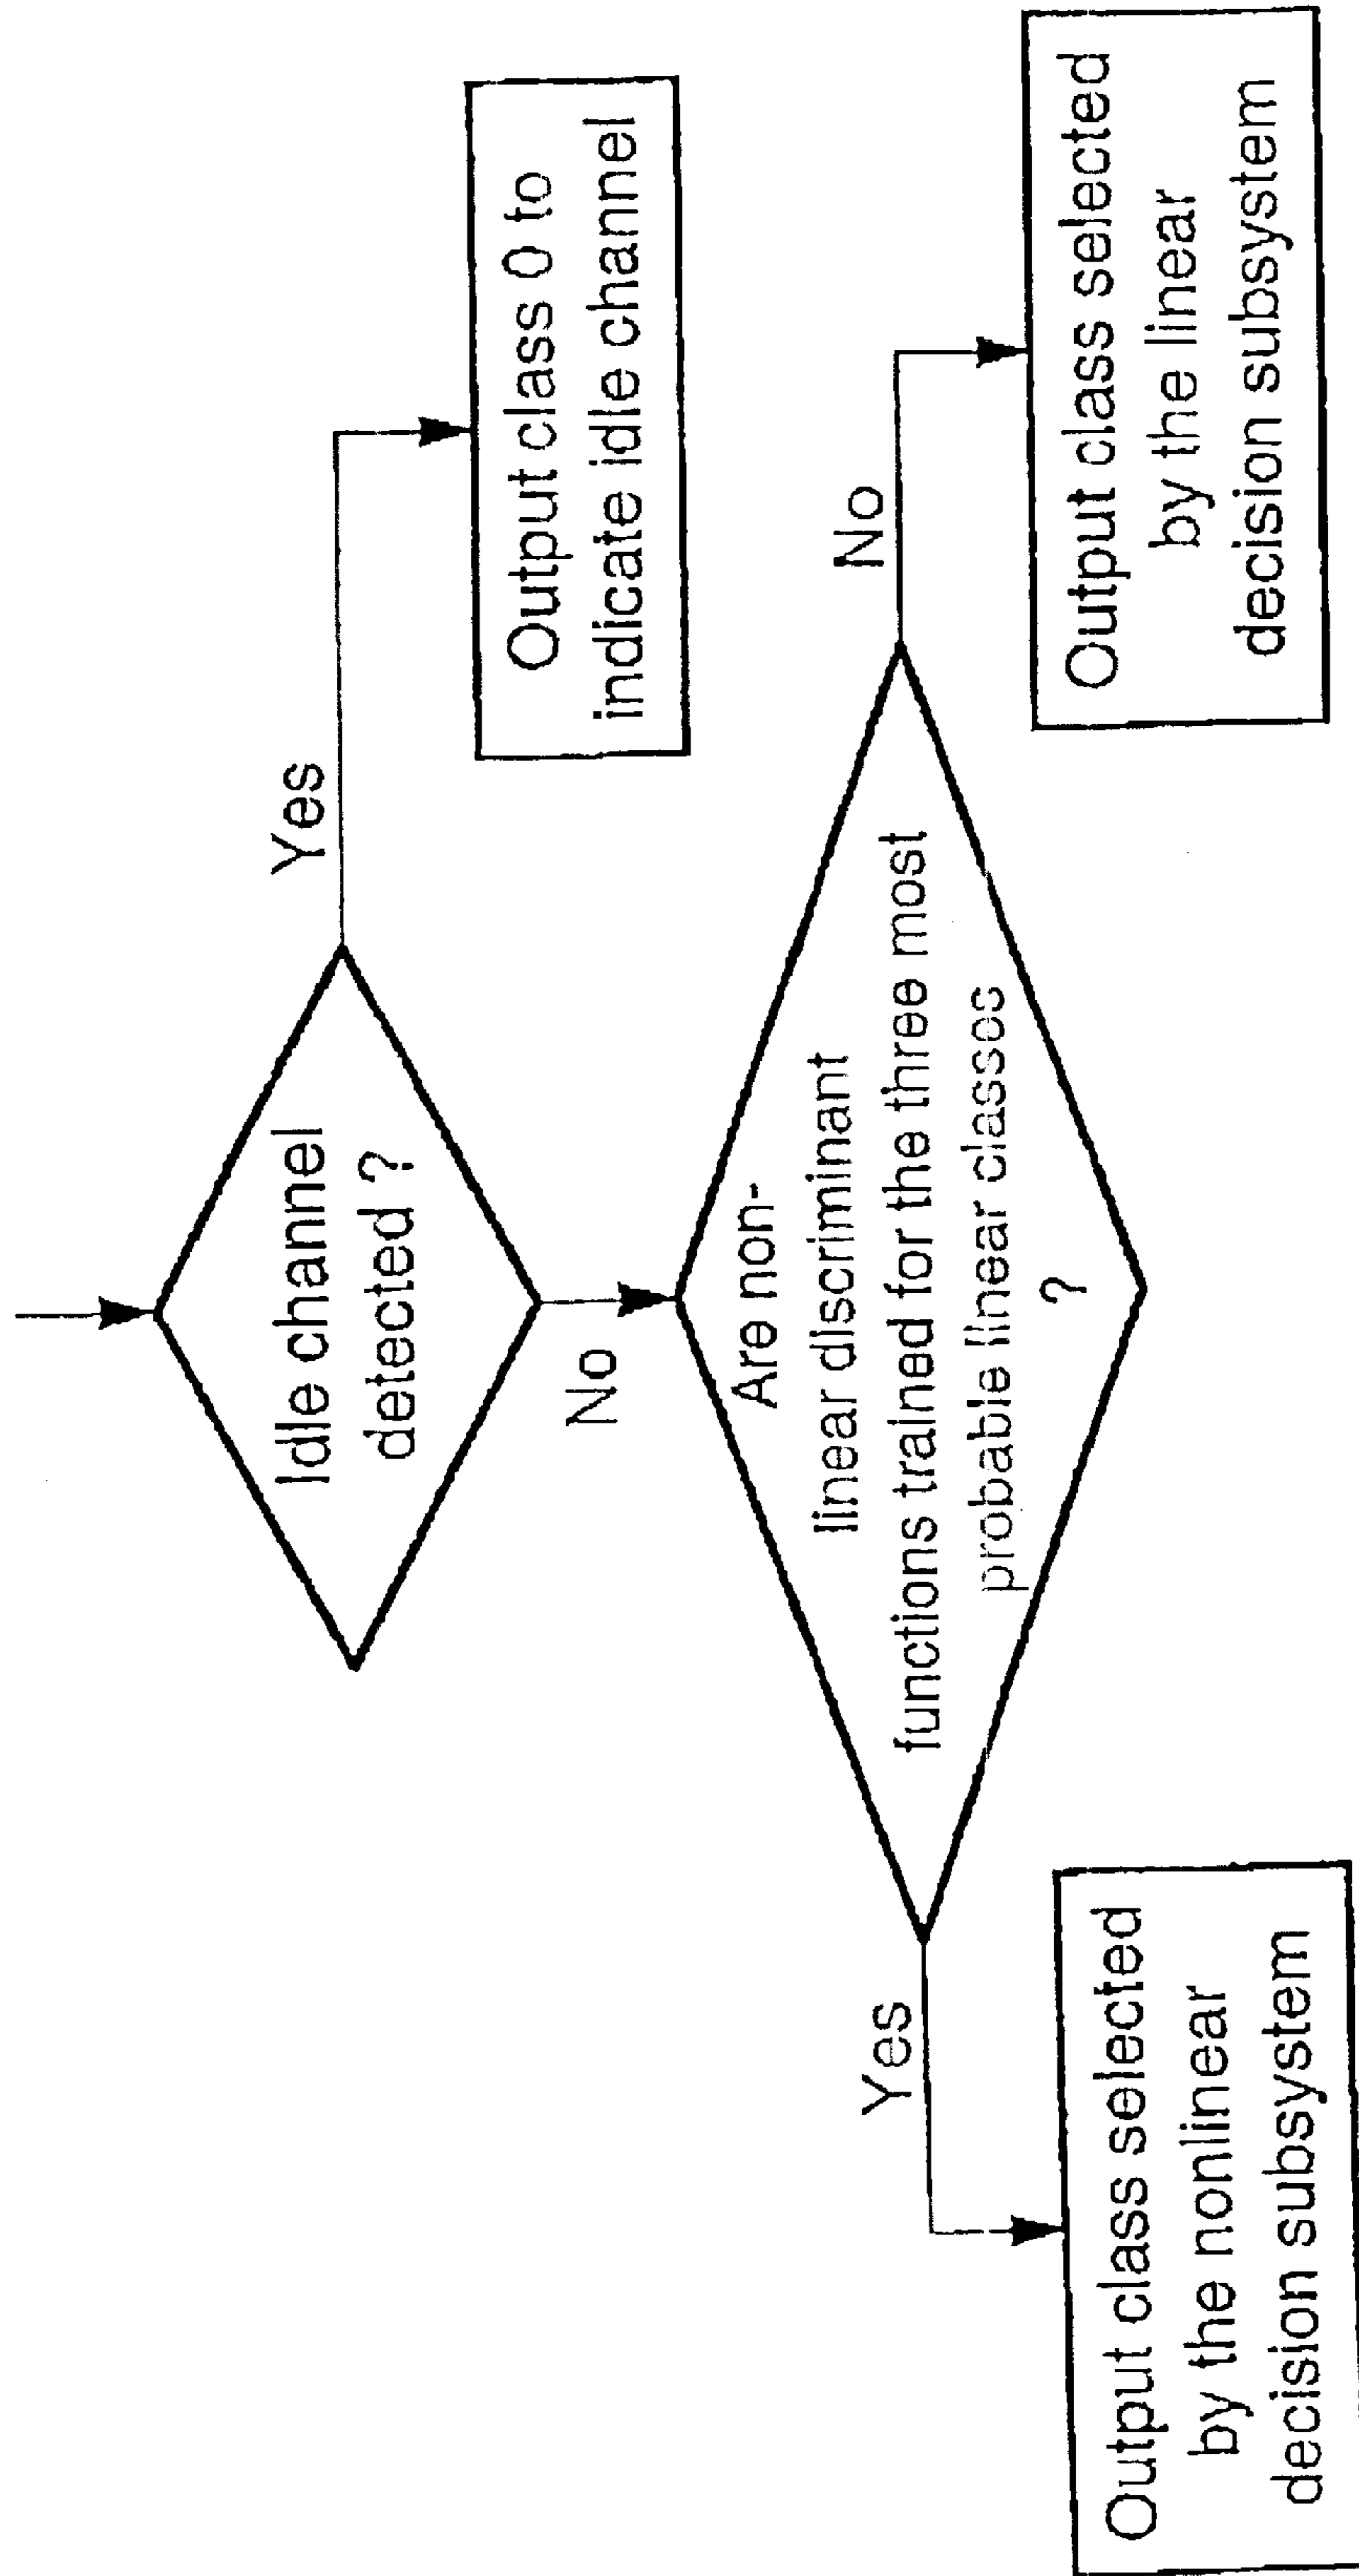 Idle channel
detected ?
Yes
Output class 0 to
indicate idle channel
No
Are non-
linear discriminant
functions trained for the three most
probable linear classes
?
Yes
No
Output class selected
by the nonlinear
decision subsystem
Output class selected
by the linear
decision subsystem